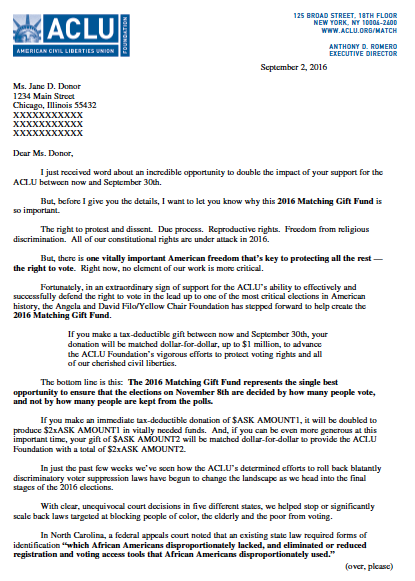 ACLU
AMERICAN CIVIL LIBERTIES UNION
FOUNDATION
125 BROAD STREET, 18TH FLOOR
NEW YORK, NY 10004-2400
WWW.ACLU.ORG/MATCH
ANTHONY D. ROMERO
EXECUTIVE DIRECTOR
September 2, 2016
Ms. Jane D. Donor
1234 Main Street
Chicago, Illinois 55432
XXXXXXXXXXX
XXXXXXXXXXX
XXXXXXXXXXX
Dear Ms. Donor,
I just received word about an incredible opportunity to double the impact of your support for the
ACLU between now and September 30th.
But, before I give you the details, I want to let you know why this 2016 Matching Gift Fund is
so important.
The right to protest and dissent. Due process. Reproductive rights. Freedom from religious
discrimination. All of our constitutional rights are under attack in 2016.
But, there is one vitally important American freedom that's key to protecting all the rest —
the right to vote. Right now, no element of our work is more critical.
Fortunately, in an extraordinary sign of support for the ACLU's ability to effectively and
successfully defend the right to vote in the lead up to one of the most critical elections in American
history, the Angela and David Filo/Yellow Chair Foundation has stepped forward to help create the
2016 Matching Gift Fund.
If you make a tax-deductible gift between now and September 30th, your
donation will be matched dollar-for-dollar, up to $1 million, to advance
the ACLU Foundation's vigorous efforts to protect voting rights and all
of our cherished civil liberties.
The bottom line is this: The 2016 Matching Gift Fund represents the single best
opportunity to ensure that the elections on November 8th are decided by how many people vote,
and not by how many people are kept from the polls.
If you make an immediate tax-deductible donation of $ASK AMOUNT1, it will be doubled to
produce $2xASK AMOUNT1 in vitally needed funds. And, if you can be even more generous at this
important time, your gift of $ASK AMOUNT2 will be matched dollar-for-dollar to provide the ACLU
Foundation with a total of $2xASK AMOUNT2.
In just the past few weeks we've seen how the ACLU's determined efforts to roll back blatantly
discriminatory voter suppression laws have begun to change the landscape as we head into the final
stages of the 2016 elections.
With clear, unequivocal court decisions in five different states, we helped stop or significantly
scale back laws targeted at blocking people of color, the elderly and the poor from voting.
In North Carolina, a federal appeals court noted that an existing state law required forms of
identification "which African Americans disproportionately lacked, and eliminated or reduced
registration and voting access tools that African Americans disproportionately used."
(over, please)